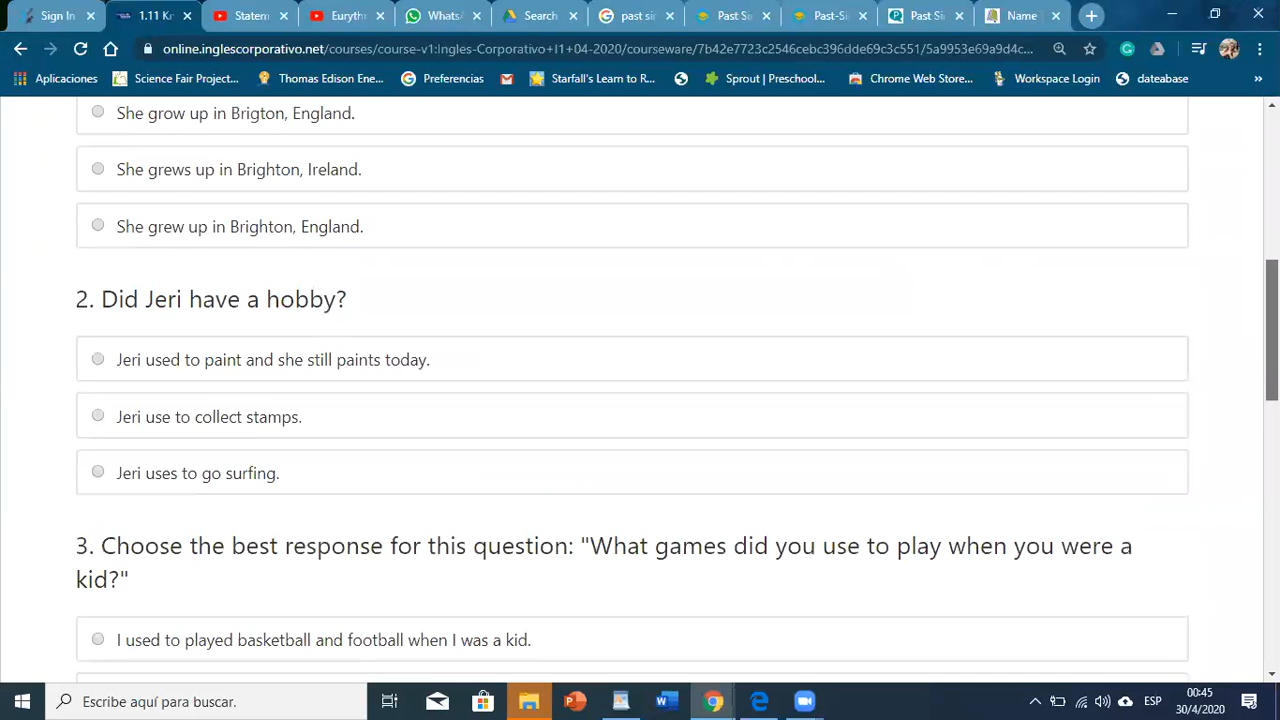 Sign In
1.11 Kr
Statem
Eurythr
WhatsA
Search
past sir
Past Se
Past-Si
Past Si
Name
online.inglescorporativo.net/courses/course-v1:Ingles-Corporativo+I1+04-2020/courseware/7b42e7723c2546cebc396dde69c3c551/5a9953e69a9d4c...
Aplicaciones
Science Fair Project...
Thomas Edison Ene...
Preferencias
Starfall's Learn to R...
Sprout | Preschool...
Chrome Web Store...
Workspace Login
dateabase
»
She grow up in Brigton, England.
She grews up in Brighton, Ireland.
She grew up in Brighton, England.
2. Did Jeri have a hobby?
Jeri used to paint and she still paints today.
Jeri use to collect stamps.
Jeri uses to go surfing.
3. Choose the best response for this question: "What games did you use to play when you were a
kid?"
I used to played basketball and football when I was a kid.
Escribe aquí para buscar.
ESP
00:45
30/4/2020